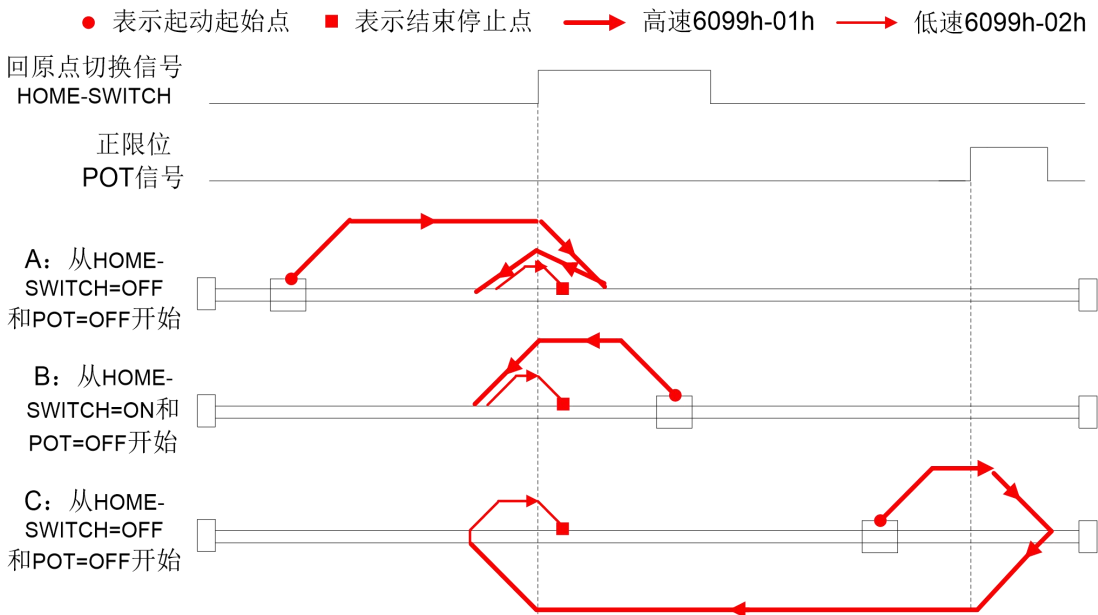 表示起动起始点 表示结束停止点 高速6099h-01h 低速6099h-02h
回原点切换信号
HOME-SWITCH
正限位
POT信号
A：从HOME-
SWITCH=OFF
和POT=OFF开始
B：从HOME-
SWITCH=ON和
POT=OFF开始
C：从HOME-
SWITCH=OFF
和POT=OFF开始